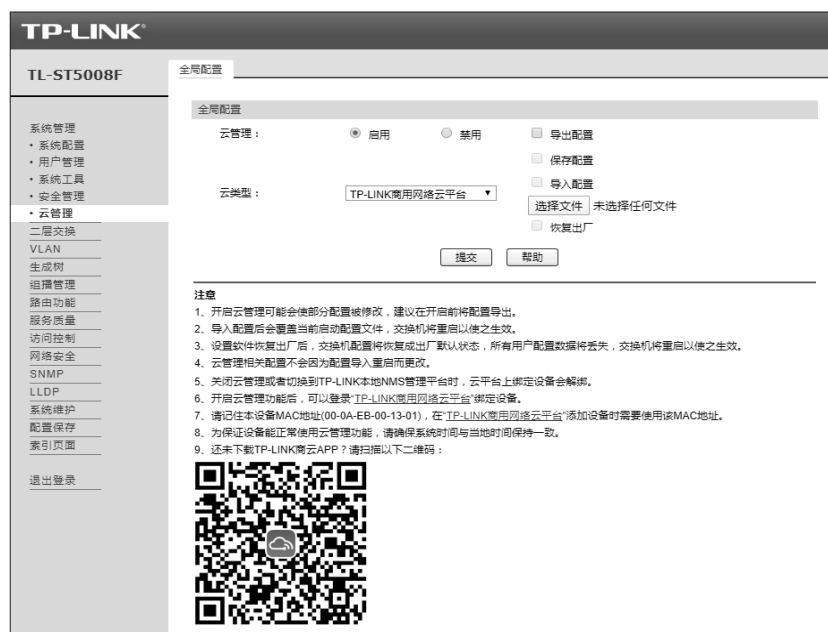 TP-LINK®
TL-ST5008F
全局配置
系统管理
• 系统配置
• 用户管理
• 系统工具
• 安全管理
• 云管理
二层交换
VLAN
生成树
组播管理
路由功能
服务质量
访问控制
网络安全
SNMP
LLDP
系统维护
配置保存
索引页面
退出登录
全局配置
云管理： 启用 禁用 导出配置
保存配置
云类型： TP-LINK商用网络云平台 导入配置
选择文件 未选择任何文件
恢复出厂
提交 帮助
注意
1、开启云管理可能会使部分配置被修改，建议在开启前将配置导出。
2、导入配置后会覆盖当前启动配置文件，交换机将重启以使之生效。
3、设置软件恢复出厂后，交换机配置将恢复成出厂默认状态，所有用户配置数据将丢失，交换机将重启以使之生效。
4、云管理相关配置不会因为配置导入重启而更改。
5、关闭云管理或者切换到TP-LINK本地NMS管理平台时，云平台上绑定设备会解绑。
6、开启云管理功能后，可以登录“TP-LINK商用网络云平台”绑定设备。
7、请记住本设备MAC地址(00-0A-EB-00-13-01)，在“TP-LINK商用网络云平台”添加设备时需要使用该MAC地址。
8、为保证设备能正常使用云管理功能，请确保系统时间与当地时间保持一致。
9、还未下载TP-LINK商云APP？请扫描以下二维码：